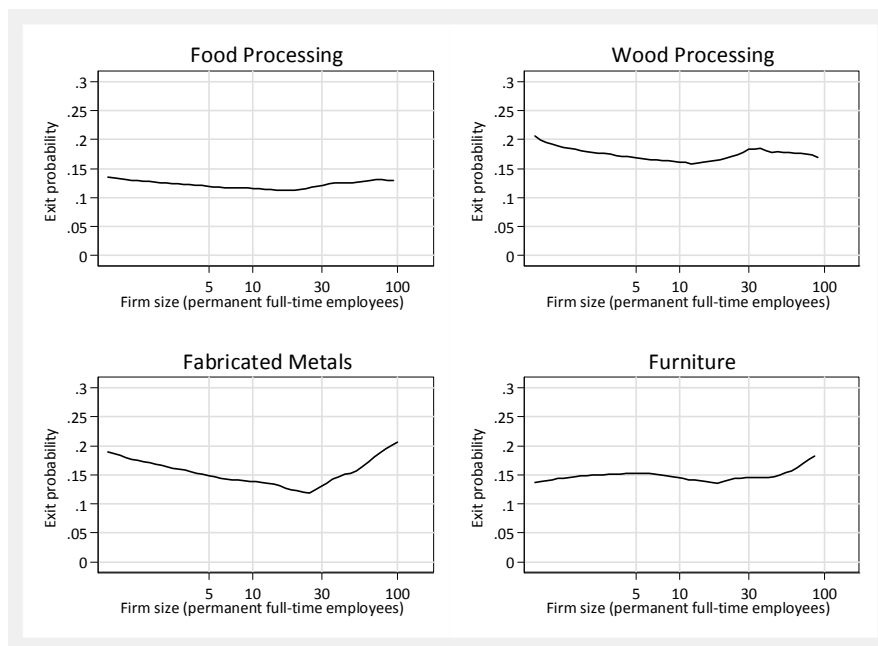 Food Processing
.3
.25
.2
.15
.1
.05
0
Exit probability
5 10 30 100
Firm size (permanent full-time employees)
Wood Processing
.3
.25
.2
.15
.1
.05
0
Exit probability
5 10 30 100
Firm size (permanent full-time employees)
Fabricated Metals
.3
.25
.2
.15
.1
.05
0
Exit probability
5 10 30 100
Firm size (permanent full-time employees)
Furniture
.3
.25
.2
.15
.1
.05
0
Exit probability
5 10 30 100
Firm size (permanent full-time employees)